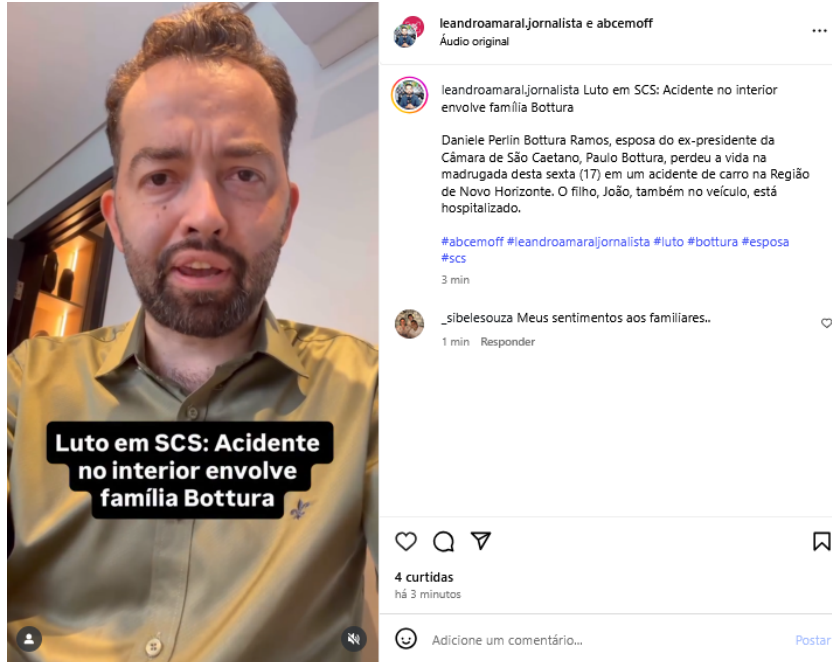 leandroamaral.jornalista e abcemoff
Áudio original
leandroamaral.jornalista Luto em SCS: Acidente no interior
envolve família Bottura
Daniele Perlin Bottura Ramos, esposa do ex-presidente da
Câmara de São Caetano, Paulo Bottura, perdeu a vida na
madrugada desta sexta (17) em um acidente de carro na Região
de Novo Horizonte. O filho, João, também no veículo, está
hospitalizado.
#abcemoff #leandroamaraljornalista #luto #bottura #esposa
#scs
3 min
_sibelesouza Meus sentimentos aos familiares..
1 min Responder
Luto em SCS: Acidente
no interior envolve
família Bottura
4 curtidas
há 3 minutos
Adicione um comentário...
Postar